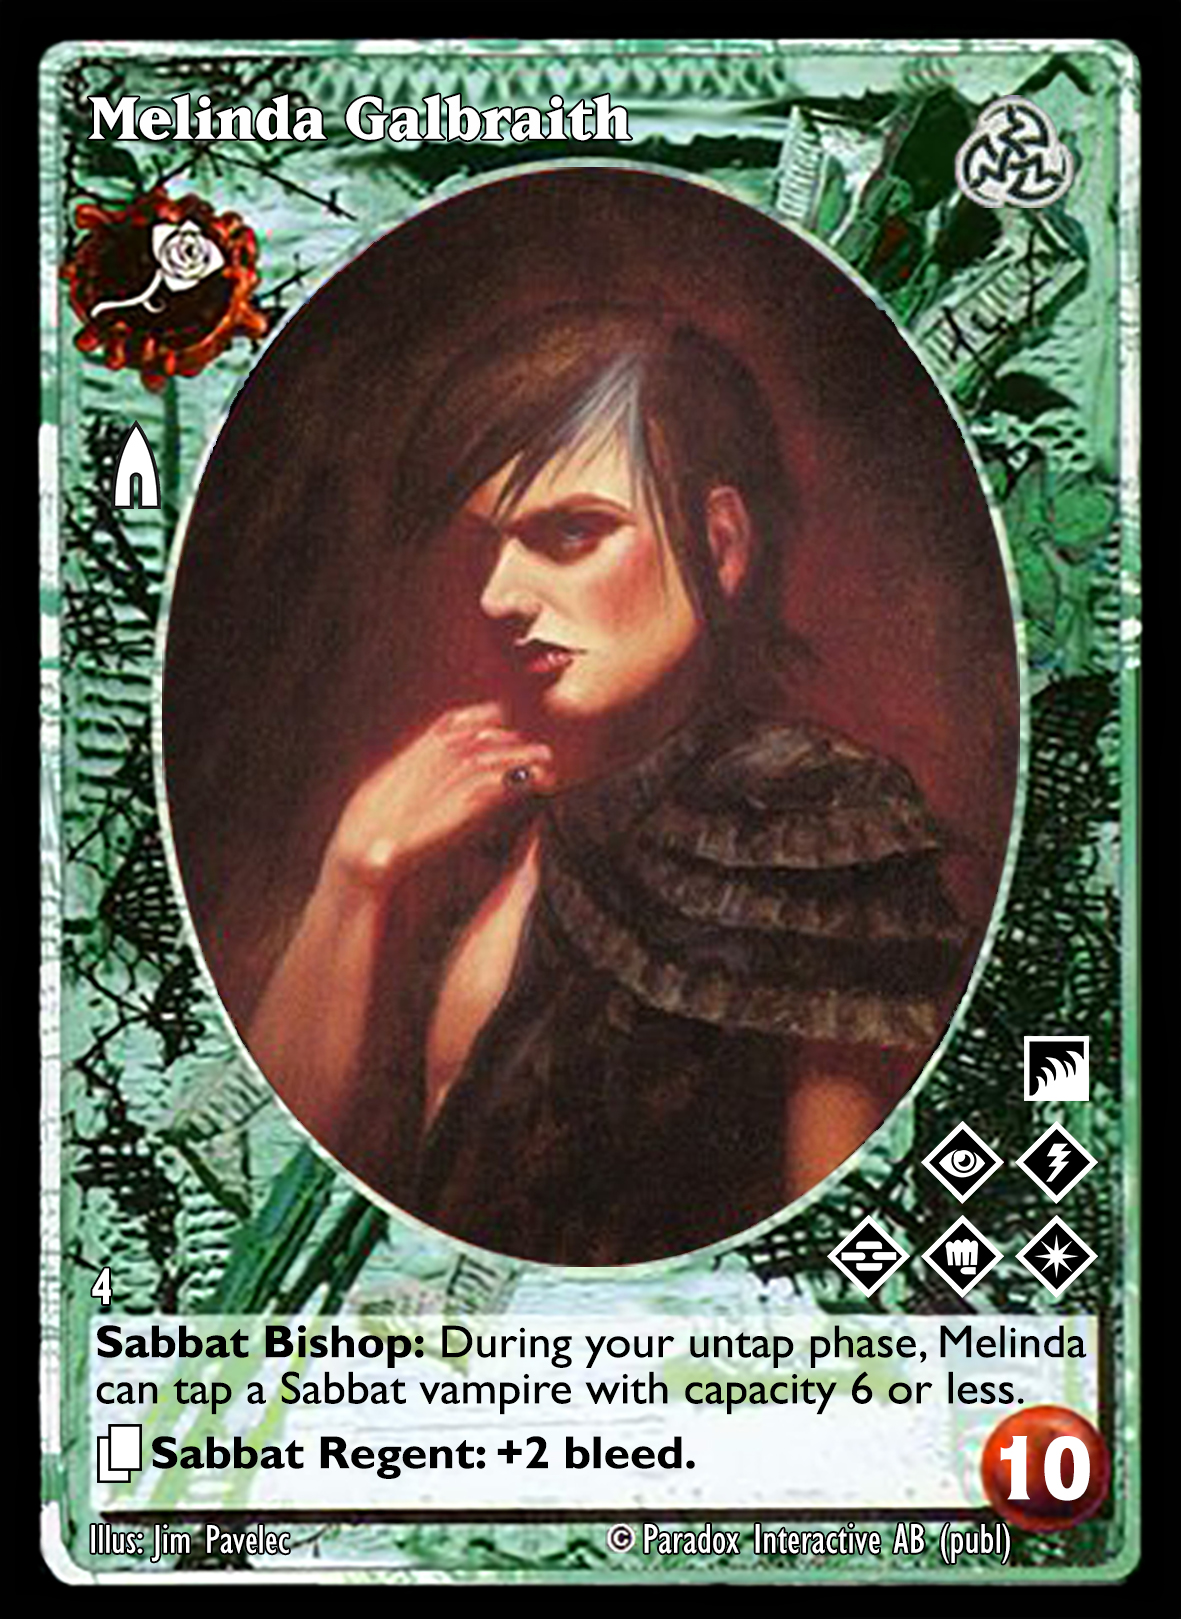 Melinda Galbraith
4
Sabbat Bishop: During your untap phase, Melinda
can tap a Sabbat vampire with capacity 6 or less.
Sabbat Regent: +2 bleed.
10
Illus: Jim Pavelec
© Paradox Interactive AB (publ)